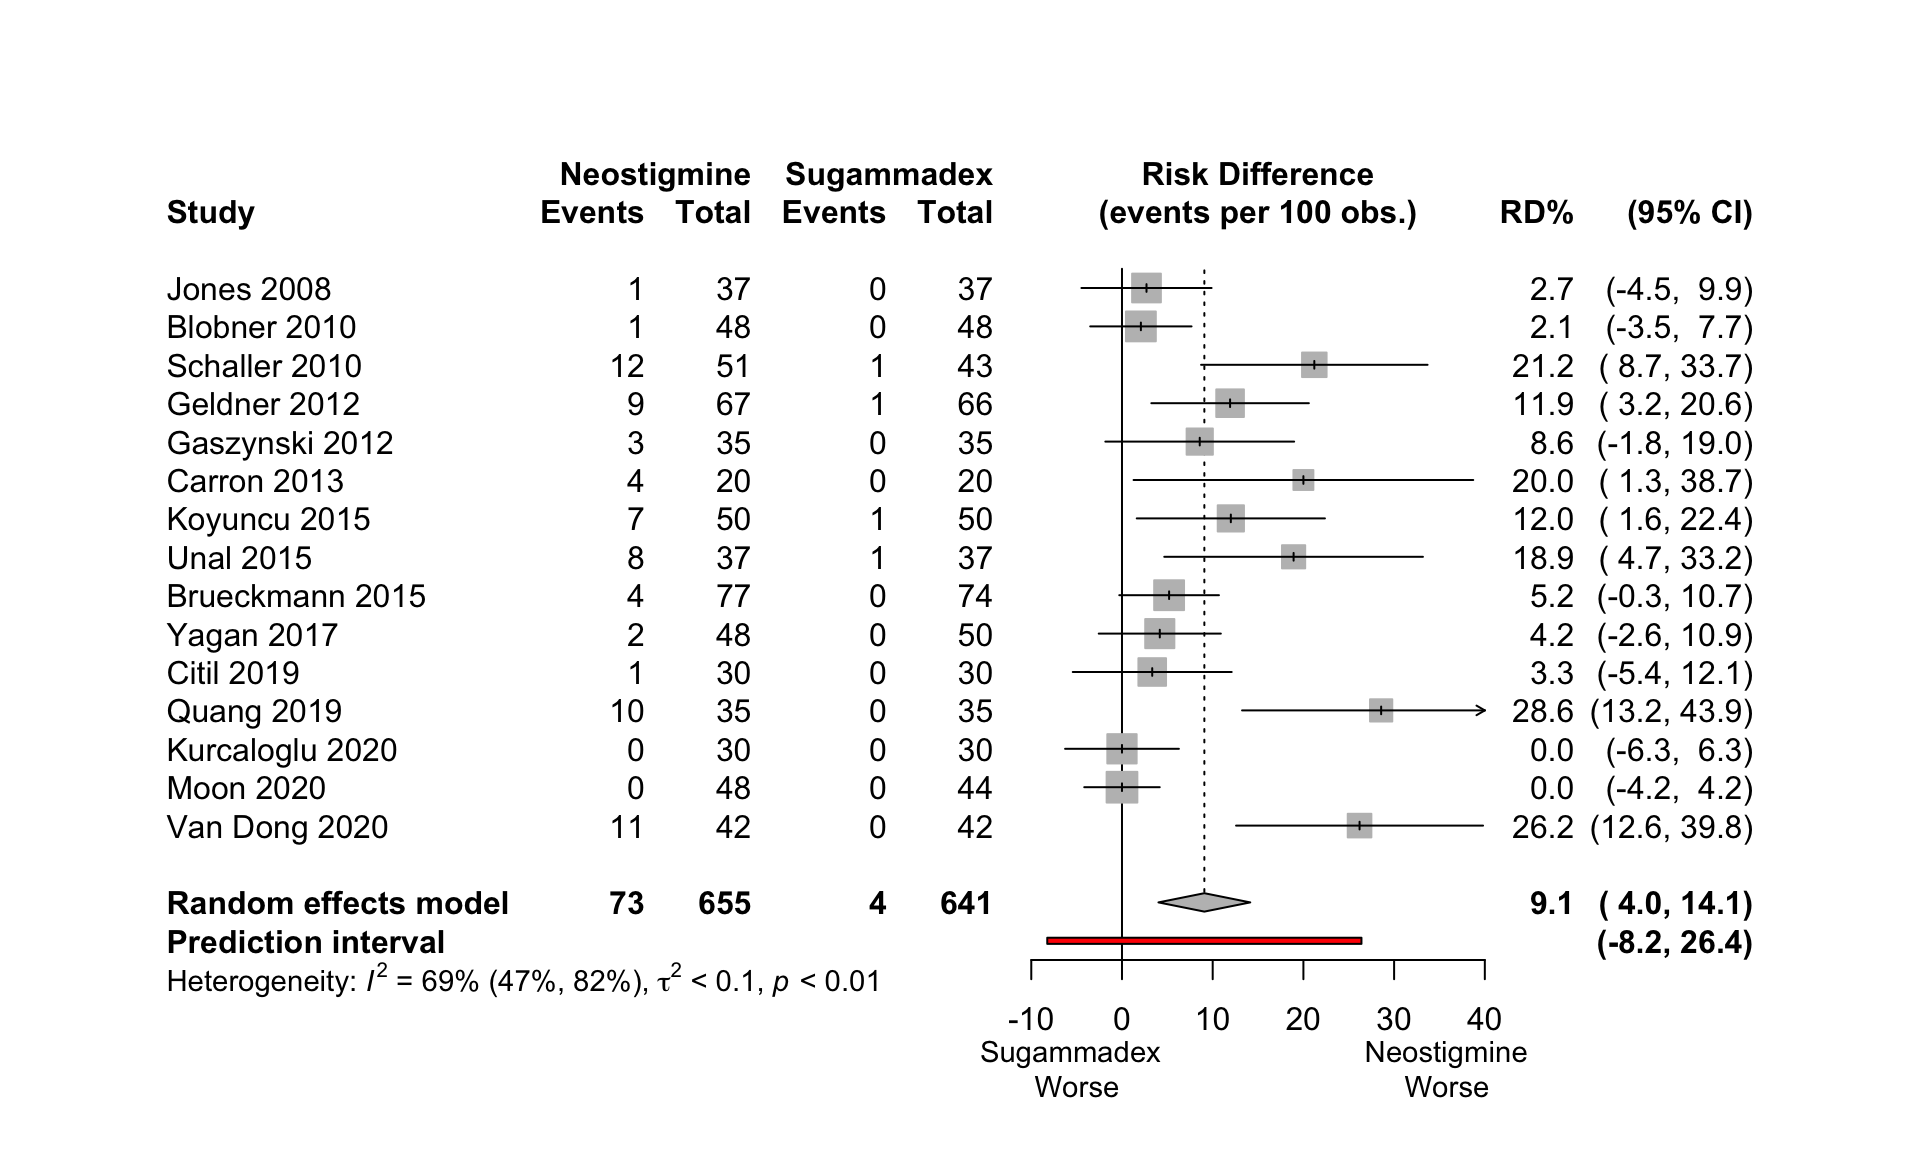 Neostigmine Sugammadex Risk Difference
Study Events Total Events Total (events per 100 obs.) RD% (95% CI)
Jones 2008 1 37 0 37 2.7 (-4.5, 9.9)
Blobner 2010 1 48 0 48 2.1 (-3.5, 7.7)
Schaller 2010 12 51 1 43 21.2 ( 8.7, 33.7)
Geldner 2012 9 67 1 66 11.9 ( 3.2, 20.6)
Gaszynski 2012 3 35 0 35 8.6 (-1.8, 19.0)
Carron 2013 4 20 0 20 20.0 ( 1.3, 38.7)
Koyuncu 2015 7 50 1 50 12.0 ( 1.6, 22.4)
Unal 2015 8 37 1 37 18.9 ( 4.7, 33.2)
Brueckmann 2015 4 77 0 74 5.2 (-0.3, 10.7)
Yagan 2017 2 48 0 50 4.2 (-2.6, 10.9)
Citil 2019 1 30 0 30 3.3 (-5.4, 12.1)
Quang 2019 10 35 0 35 28.6 (13.2, 43.9)
Kurcaloglu 2020 0 30 0 30 0.0 (-6.3, 6.3)
Moon 2020 0 48 0 44 0.0 (-4.2, 4.2)
Van Dong 2020 11 42 0 42 26.2 (12.6, 39.8)
Random effects model 73 655 4 641 9.1 ( 4.0, 14.1)
Prediction interval (-8.2, 26.4)
Heterogeneity: I² = 69% (47%, 82%), τ² < 0.1, p < 0.01
-10 0 10 20 30 40
Sugammadex Neostigmine
Worse Worse